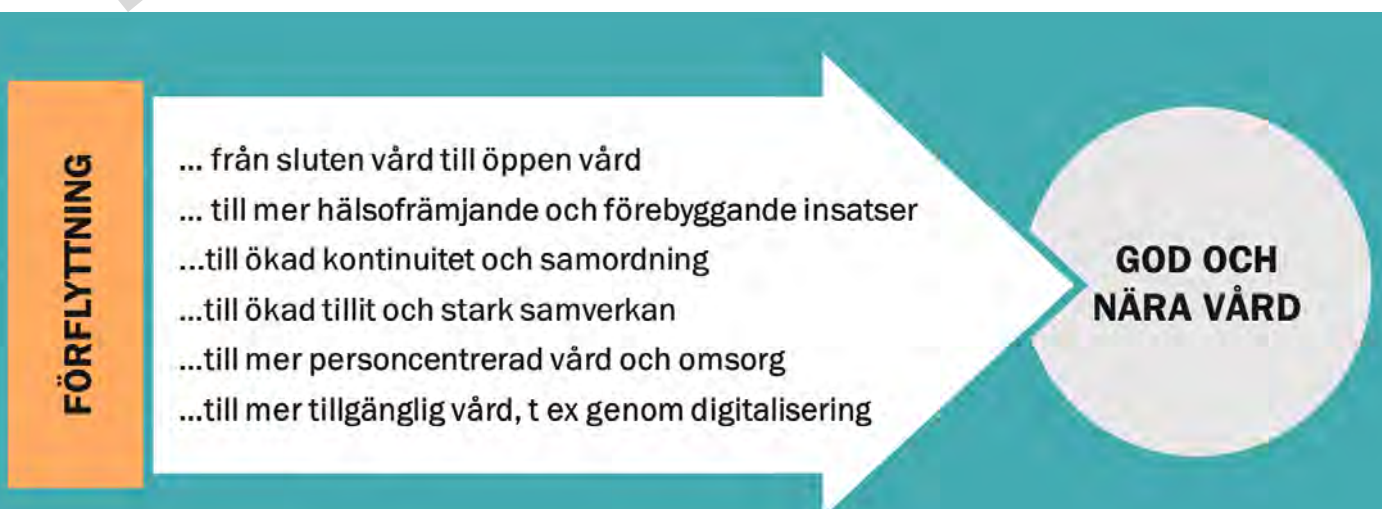 FÖRFLYTTNING
... från sluten vård till öppen vård
... till mer hälsofrämjande och förebyggande insatser
...till ökad kontinuitet och samordning
...till ökad tillit och stark samverkan
...till mer personcentrerad vård och omsorg
...till mer tillgänglig vård, t ex genom digitalisering
GOD OCH
NÄRA VÅRD